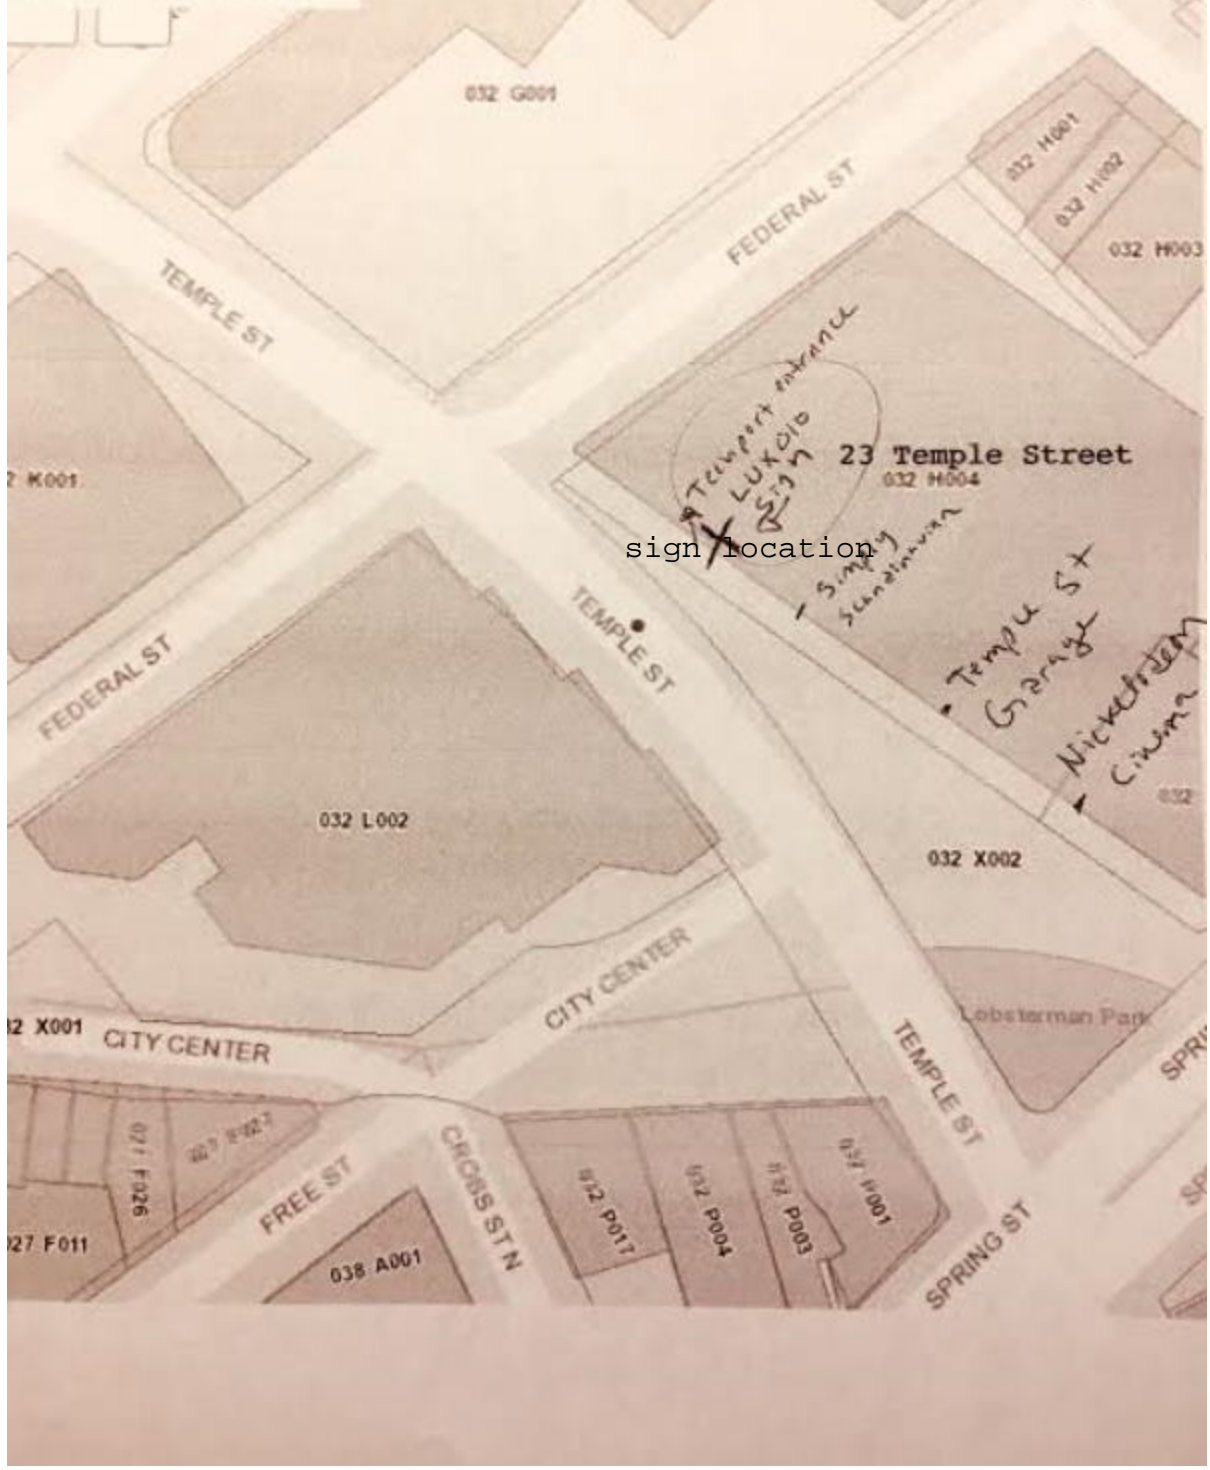 032 G001
032 H001
032 H002
032 H003
FEDERAL ST
TEMPLE ST
entrance
LUX
sign
23 Temple Street
032 H004
K001
sign location
Simply
Scandinavian
Temple St
Garage
Nickelodeon
Cinema
032
TEMPLE ST
FEDERAL ST
032 L002
032 X002
CITY CENTER
Lobsterman Park
X001
CITY CENTER
TEMPLE ST
027 F026
CROSS ST N
FREE ST
032 P017
032 P004
032 P003
F011
038 A001
SPRING ST